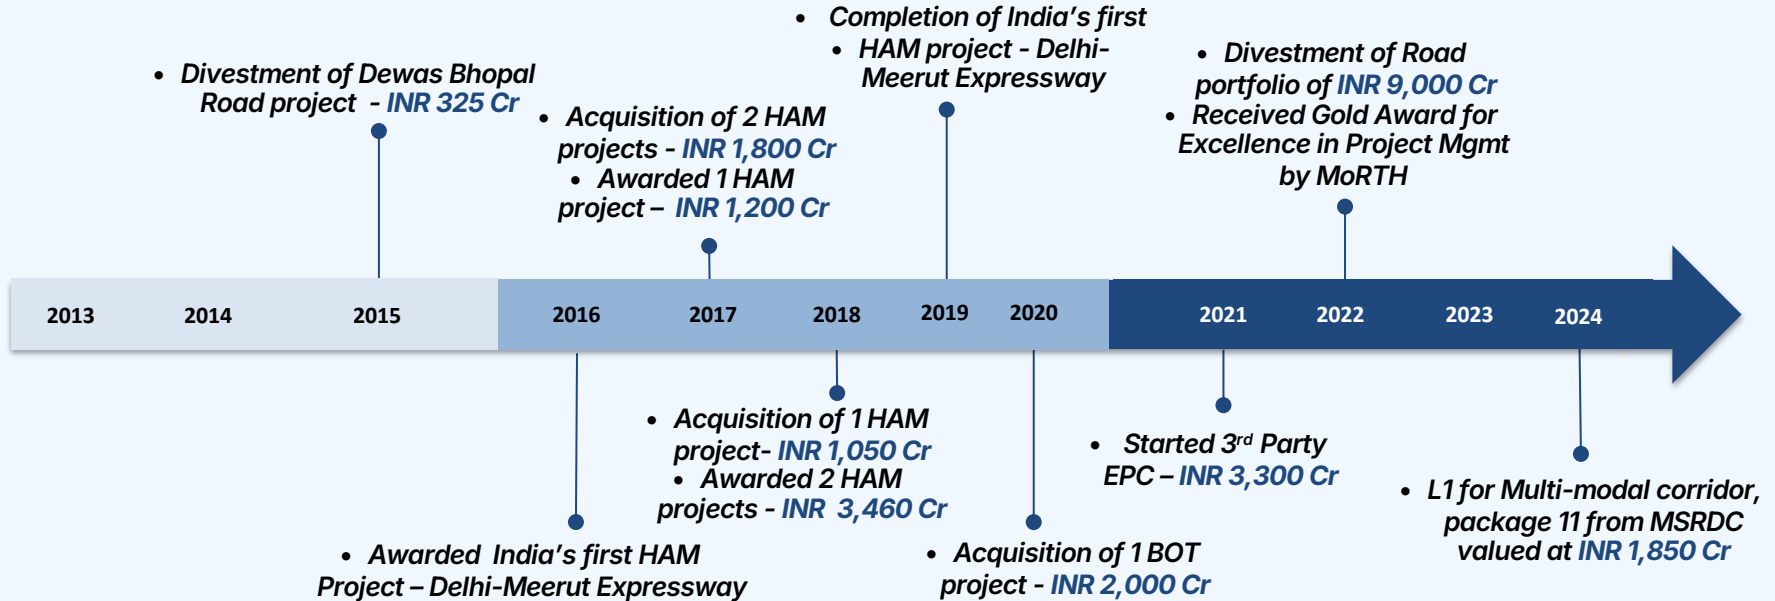 • Completion of India's first
• HAM project - Delhi-
Meerut Expressway
• Divestment of Road
portfolio of INR 9,000 Cr
• Received Gold Award for
Excellence in Project Mgmt
by MoRTH
• Divestment of Dewas Bhopal
Road project - INR 325 Cr
• Acquisition of 2 HAM
projects - INR 1,800 Cr
• Awarded 1 HAM
project – INR 1,200 Cr
2013 2014 2015 2016 2017 2018 2019 2020 2021 2022 2023 2024
• Acquisition of 1 HAM
project- INR 1,050 Cr
• Awarded 2 HAM
projects - INR 3,460 Cr
• Started 3rd Party
EPC – INR 3,300 Cr
• L1 for Multi-modal corridor,
package 11 from MSRDC
valued at INR 1,850 Cr
• Awarded India's first HAM
Project – Delhi-Meerut Expressway
• Acquisition of 1 BOT
project - INR 2,000 Cr